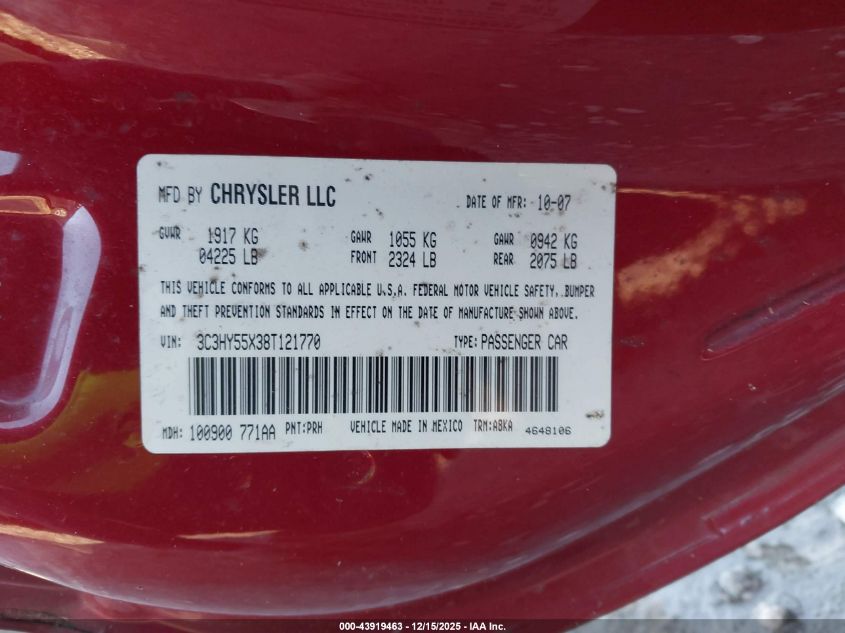 MFD BY CHRYSLER LLC DATE OF MFR: 10-07
GVWR 1917 KG GAWR 1055 KG GAWR 0942 KG
04225 LB FRONT 2324 LB REAR 2075 LB
THIS VEHICLE CONFORMS TO ALL APPLICABLE U.S.A. FEDERAL MOTOR VEHICLE SAFETY, BUMPER
AND THEFT PREVENTION STANDARDS IN EFFECT ON THE DATE OF MANUFACTURE SHOWN ABOVE.
VIN: 3C3HY55X38T121770 TYPE: PASSENGER CAR
MDH: 100900 771AA PNT:PRH VEHICLE MADE IN MEXICO TRM:ABKA 4648106
000-43919463 - 12/15/2025 - IAA Inc.